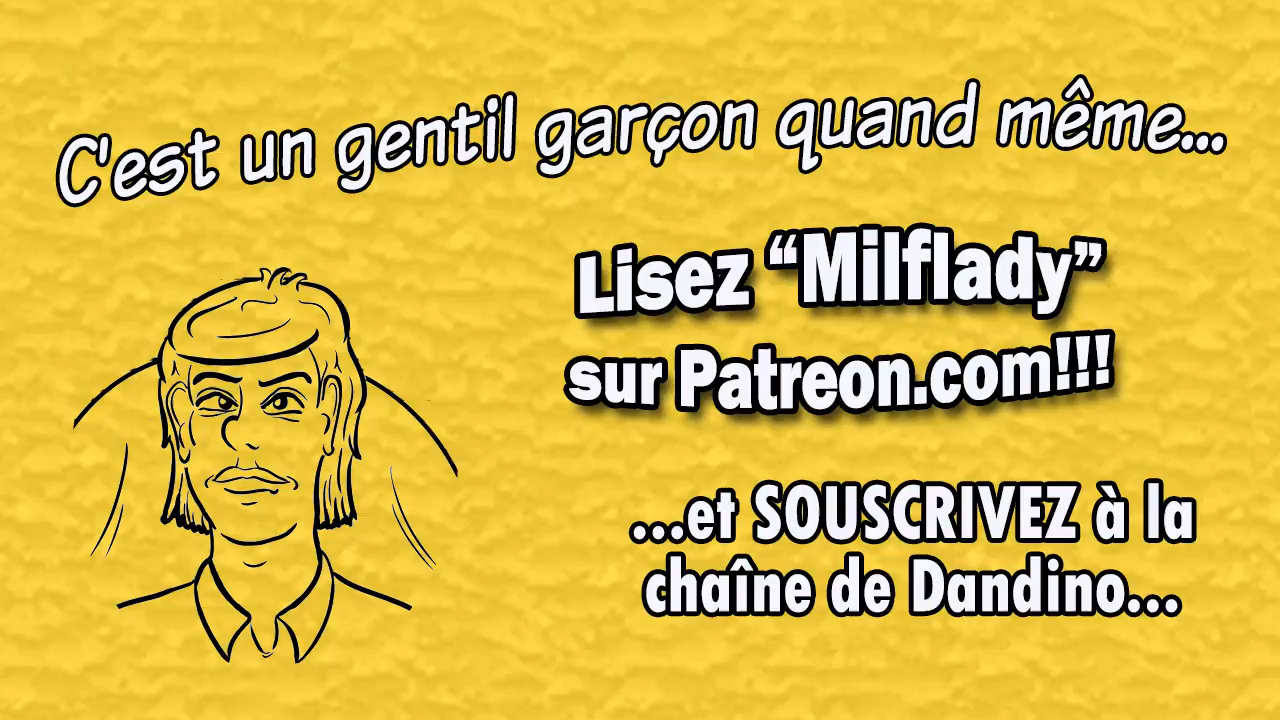 C'est un gentil garçon quand même...
Lisez “Milflady”
sur Patreon.com!!!
...et SOUSCRIVEZ à la
chaîne de Dandino...